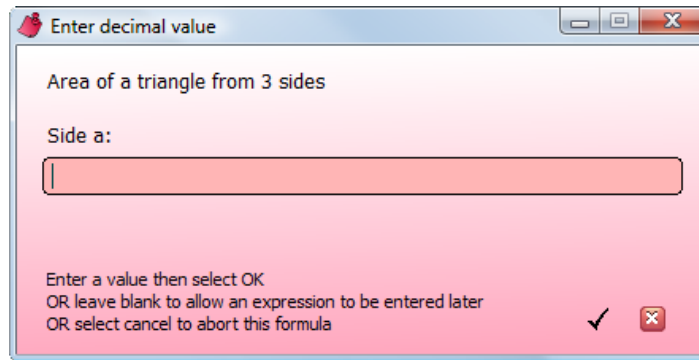 Enter decimal value
Area of a triangle from 3 sides
Side a:
Enter a value then select OK
OR leave blank to allow an expression to be entered later
OR select cancel to abort this formula